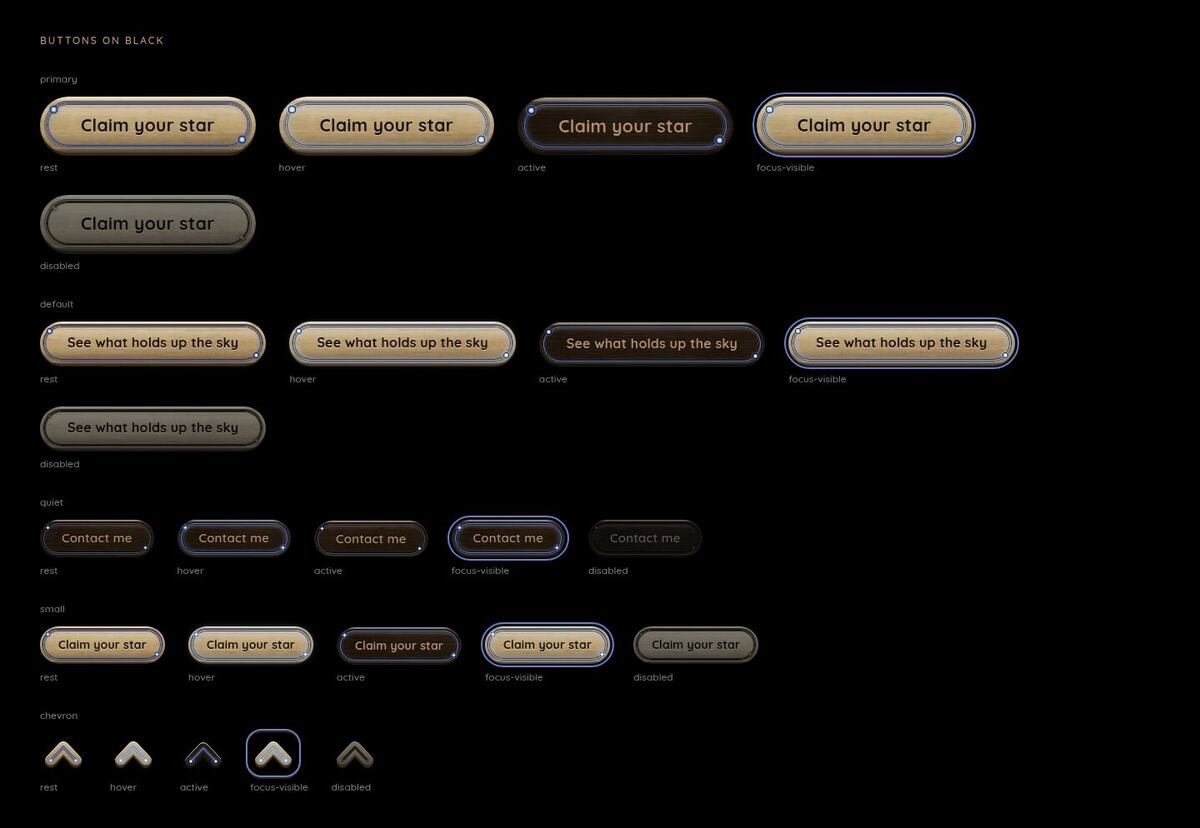 BUTTONS ON BLACK
primary
Claim your star
Claim your star
Claim your star
Claim your star
rest
hover
active
focus-visible
Claim your star
disabled
default
See what holds up the sky
See what holds up the sky
See what holds up the sky
See what holds up the sky
rest
hover
active
focus-visible
See what holds up the sky
disabled
quiet
Contact me
Contact me
Contact me
Contact me
Contact me
rest
hover
active
focus-visible
disabled
small
Claim your star
Claim your star
Claim your star
Claim your star
Claim your star
rest
hover
active
focus-visible
disabled
chevron
rest
hover
active
focus-visible
disabled